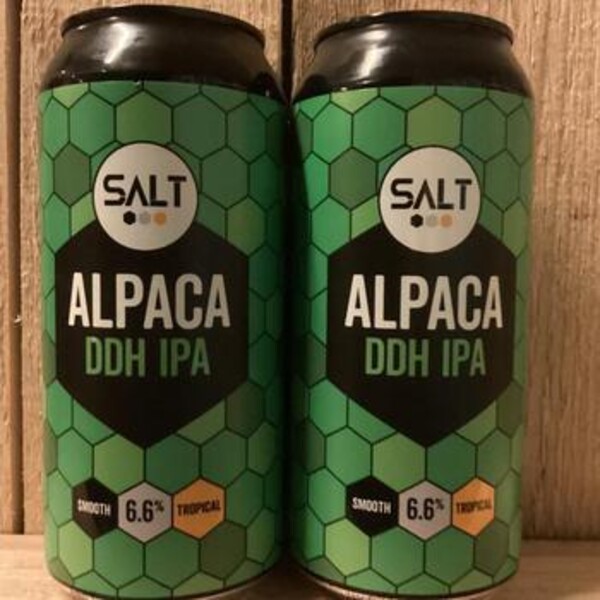 SALT
ALPACA
DDH IPA
SMOOTH 6.6% TROPICAL
SALT
ALPACA
DDH IPA
SMOOTH 6.6% TROPICAL